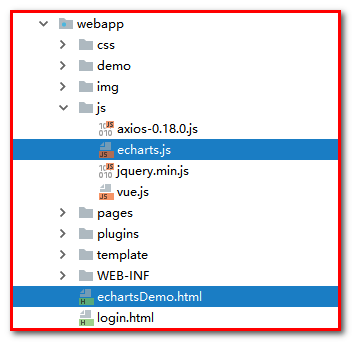 webapp
css
demo
img
js
axios-0.18.0.js
echarts.js
jquery.min.js
vue.js
pages
plugins
template
WEB-INF
echartsDemo.html
login.html